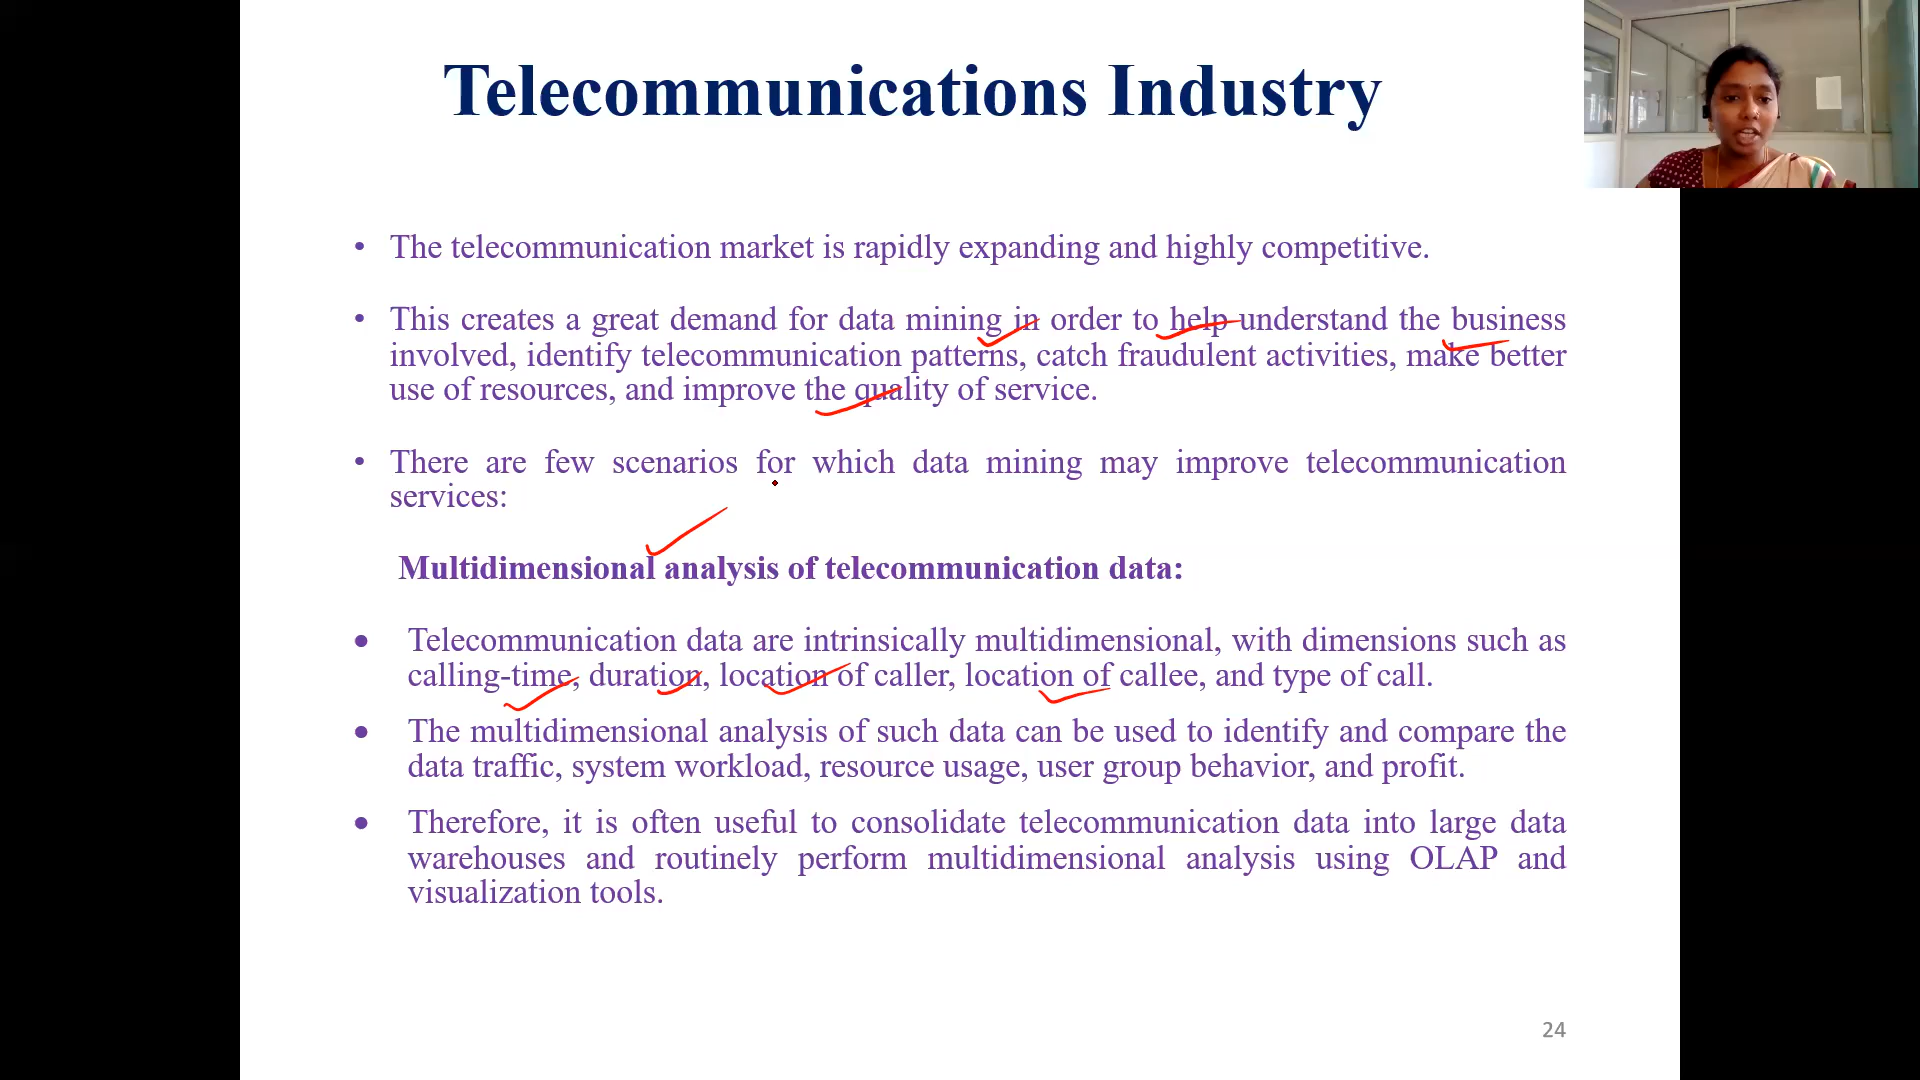 Telecommunications Industry
• The telecommunication market is rapidly expanding and highly competitive.
• This creates a great demand for data mining in order to help understand the business
involved, identify telecommunication patterns, catch fraudulent activities, make better
use of resources, and improve the quality of service.
• There are few scenarios for which data mining may improve telecommunication
services:
Multidimensional analysis of telecommunication data:
• Telecommunication data are intrinsically multidimensional, with dimensions such as
calling-time, duration, location of caller, location of callee, and type of call.
• The multidimensional analysis of such data can be used to identify and compare the
data traffic, system workload, resource usage, user group behavior, and profit.
• Therefore, it is often useful to consolidate telecommunication data into large data
warehouses and routinely perform multidimensional analysis using OLAP and
visualization tools.
24